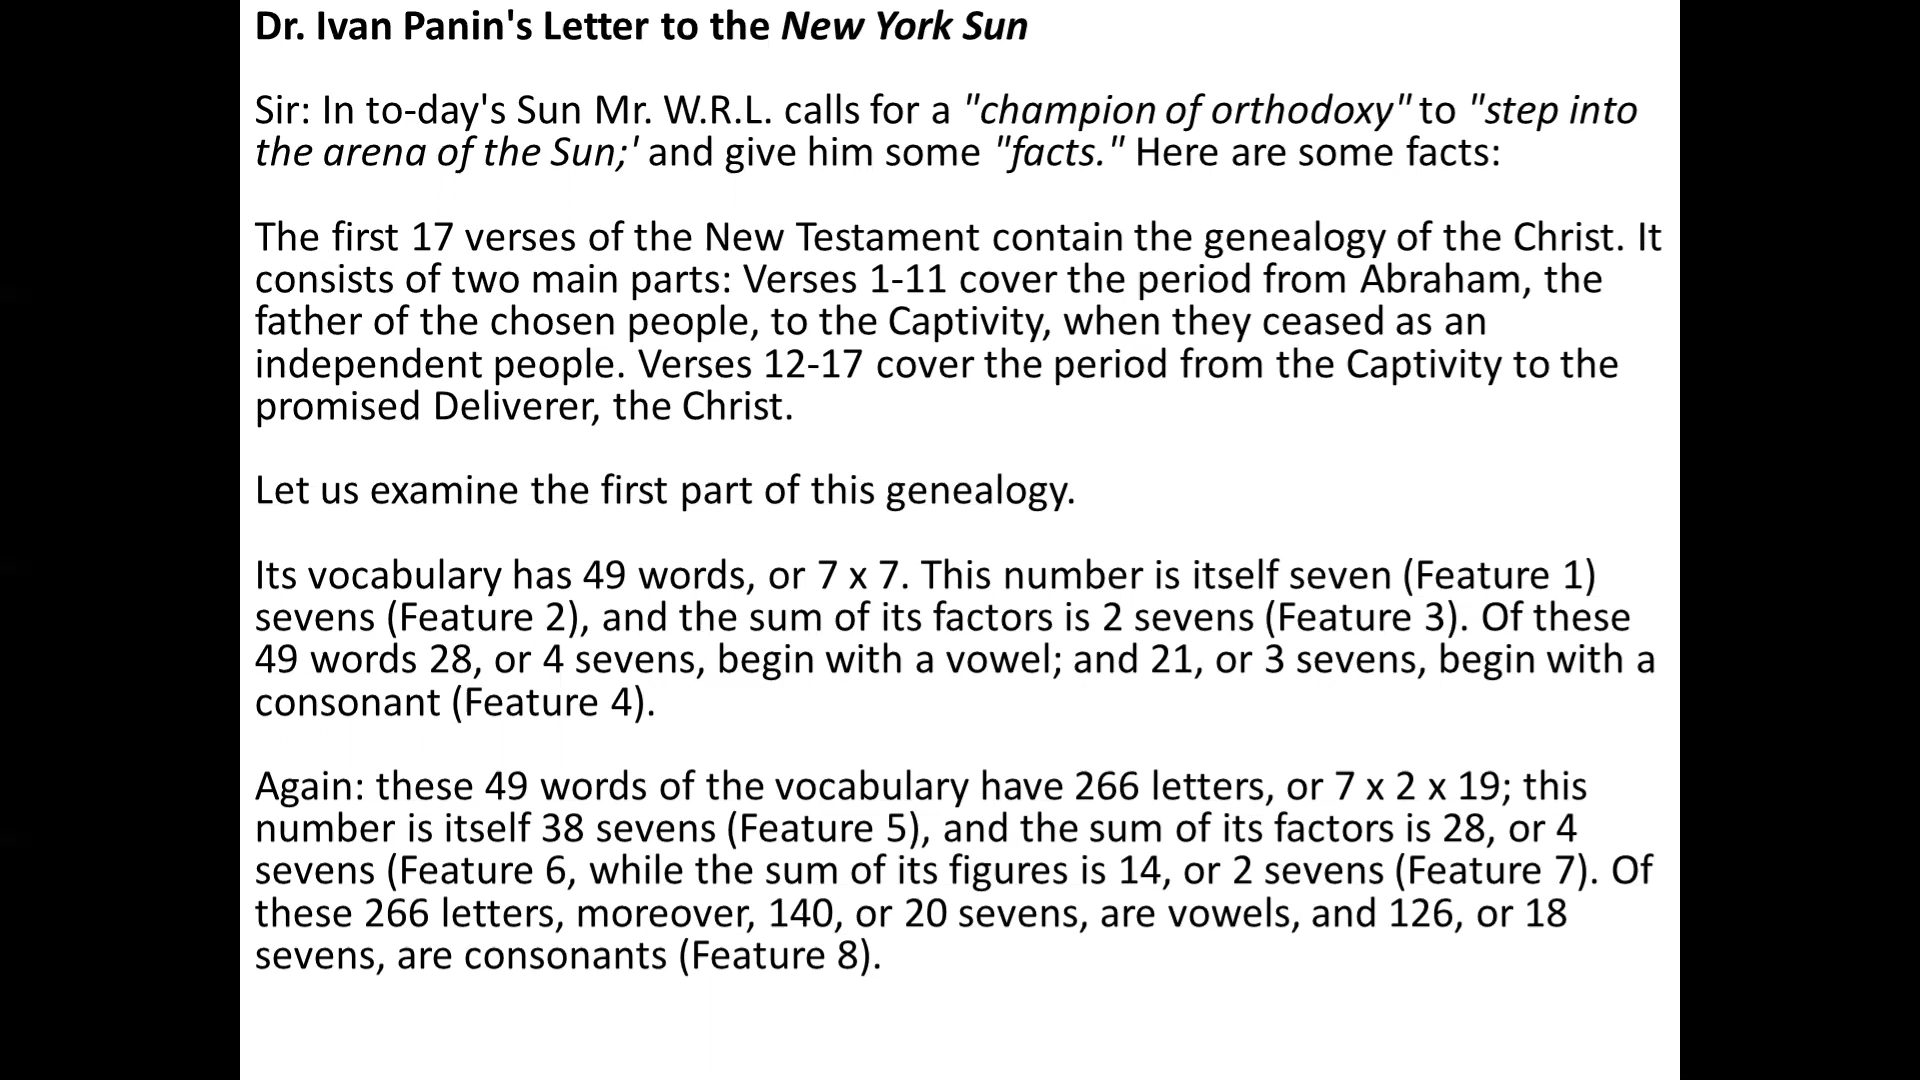 Dr. Ivan Panin's Letter to the New York Sun
Sir: In to-day's Sun Mr. W.R.L. calls for a "champion of orthodoxy" to "step into
the arena of the Sun;' and give him some "facts." Here are some facts:
The first 17 verses of the New Testament contain the genealogy of the Christ. It
consists of two main parts: Verses 1-11 cover the period from Abraham, the
father of the chosen people, to the Captivity, when they ceased as an
independent people. Verses 12-17 cover the period from the Captivity to the
promised Deliverer, the Christ.
Let us examine the first part of this genealogy.
Its vocabulary has 49 words, or 7 x 7. This number is itself seven (Feature 1)
sevens (Feature 2), and the sum of its factors is 2 sevens (Feature 3). Of these
49 words 28, or 4 sevens, begin with a vowel; and 21, or 3 sevens, begin with a
consonant (Feature 4).
Again: these 49 words of the vocabulary have 266 letters, or 7 x 2 x 19; this
number is itself 38 sevens (Feature 5), and the sum of its factors is 28, or 4
sevens (Feature 6, while the sum of its figures is 14, or 2 sevens (Feature 7). Of
these 266 letters, moreover, 140, or 20 sevens, are vowels, and 126, or 18
sevens, are consonants (Feature 8).